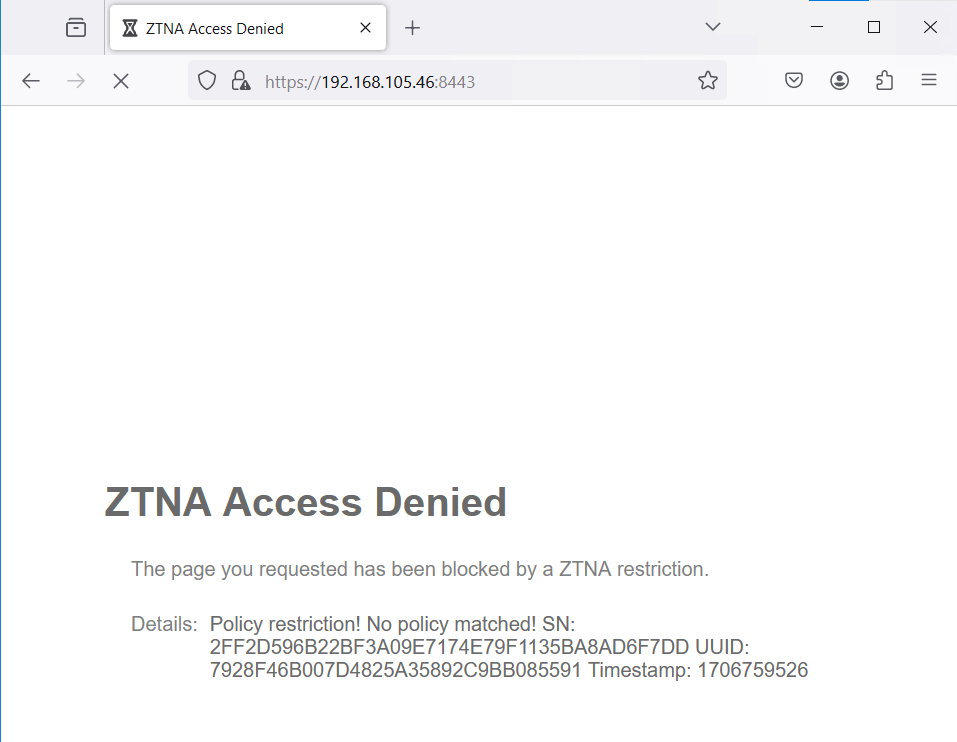 ZTNA Access Denied
https://192.168.105.46:8443
ZTNA Access Denied
The page you requested has been blocked by a ZTNA restriction.
Details: Policy restriction! No policy matched! SN:
2FF2D596B22BF3A09E7174E79F1135BA8AD6F7DD UUID:
7928F46B007D4825A35892C9BB085591 Timestamp: 1706759526